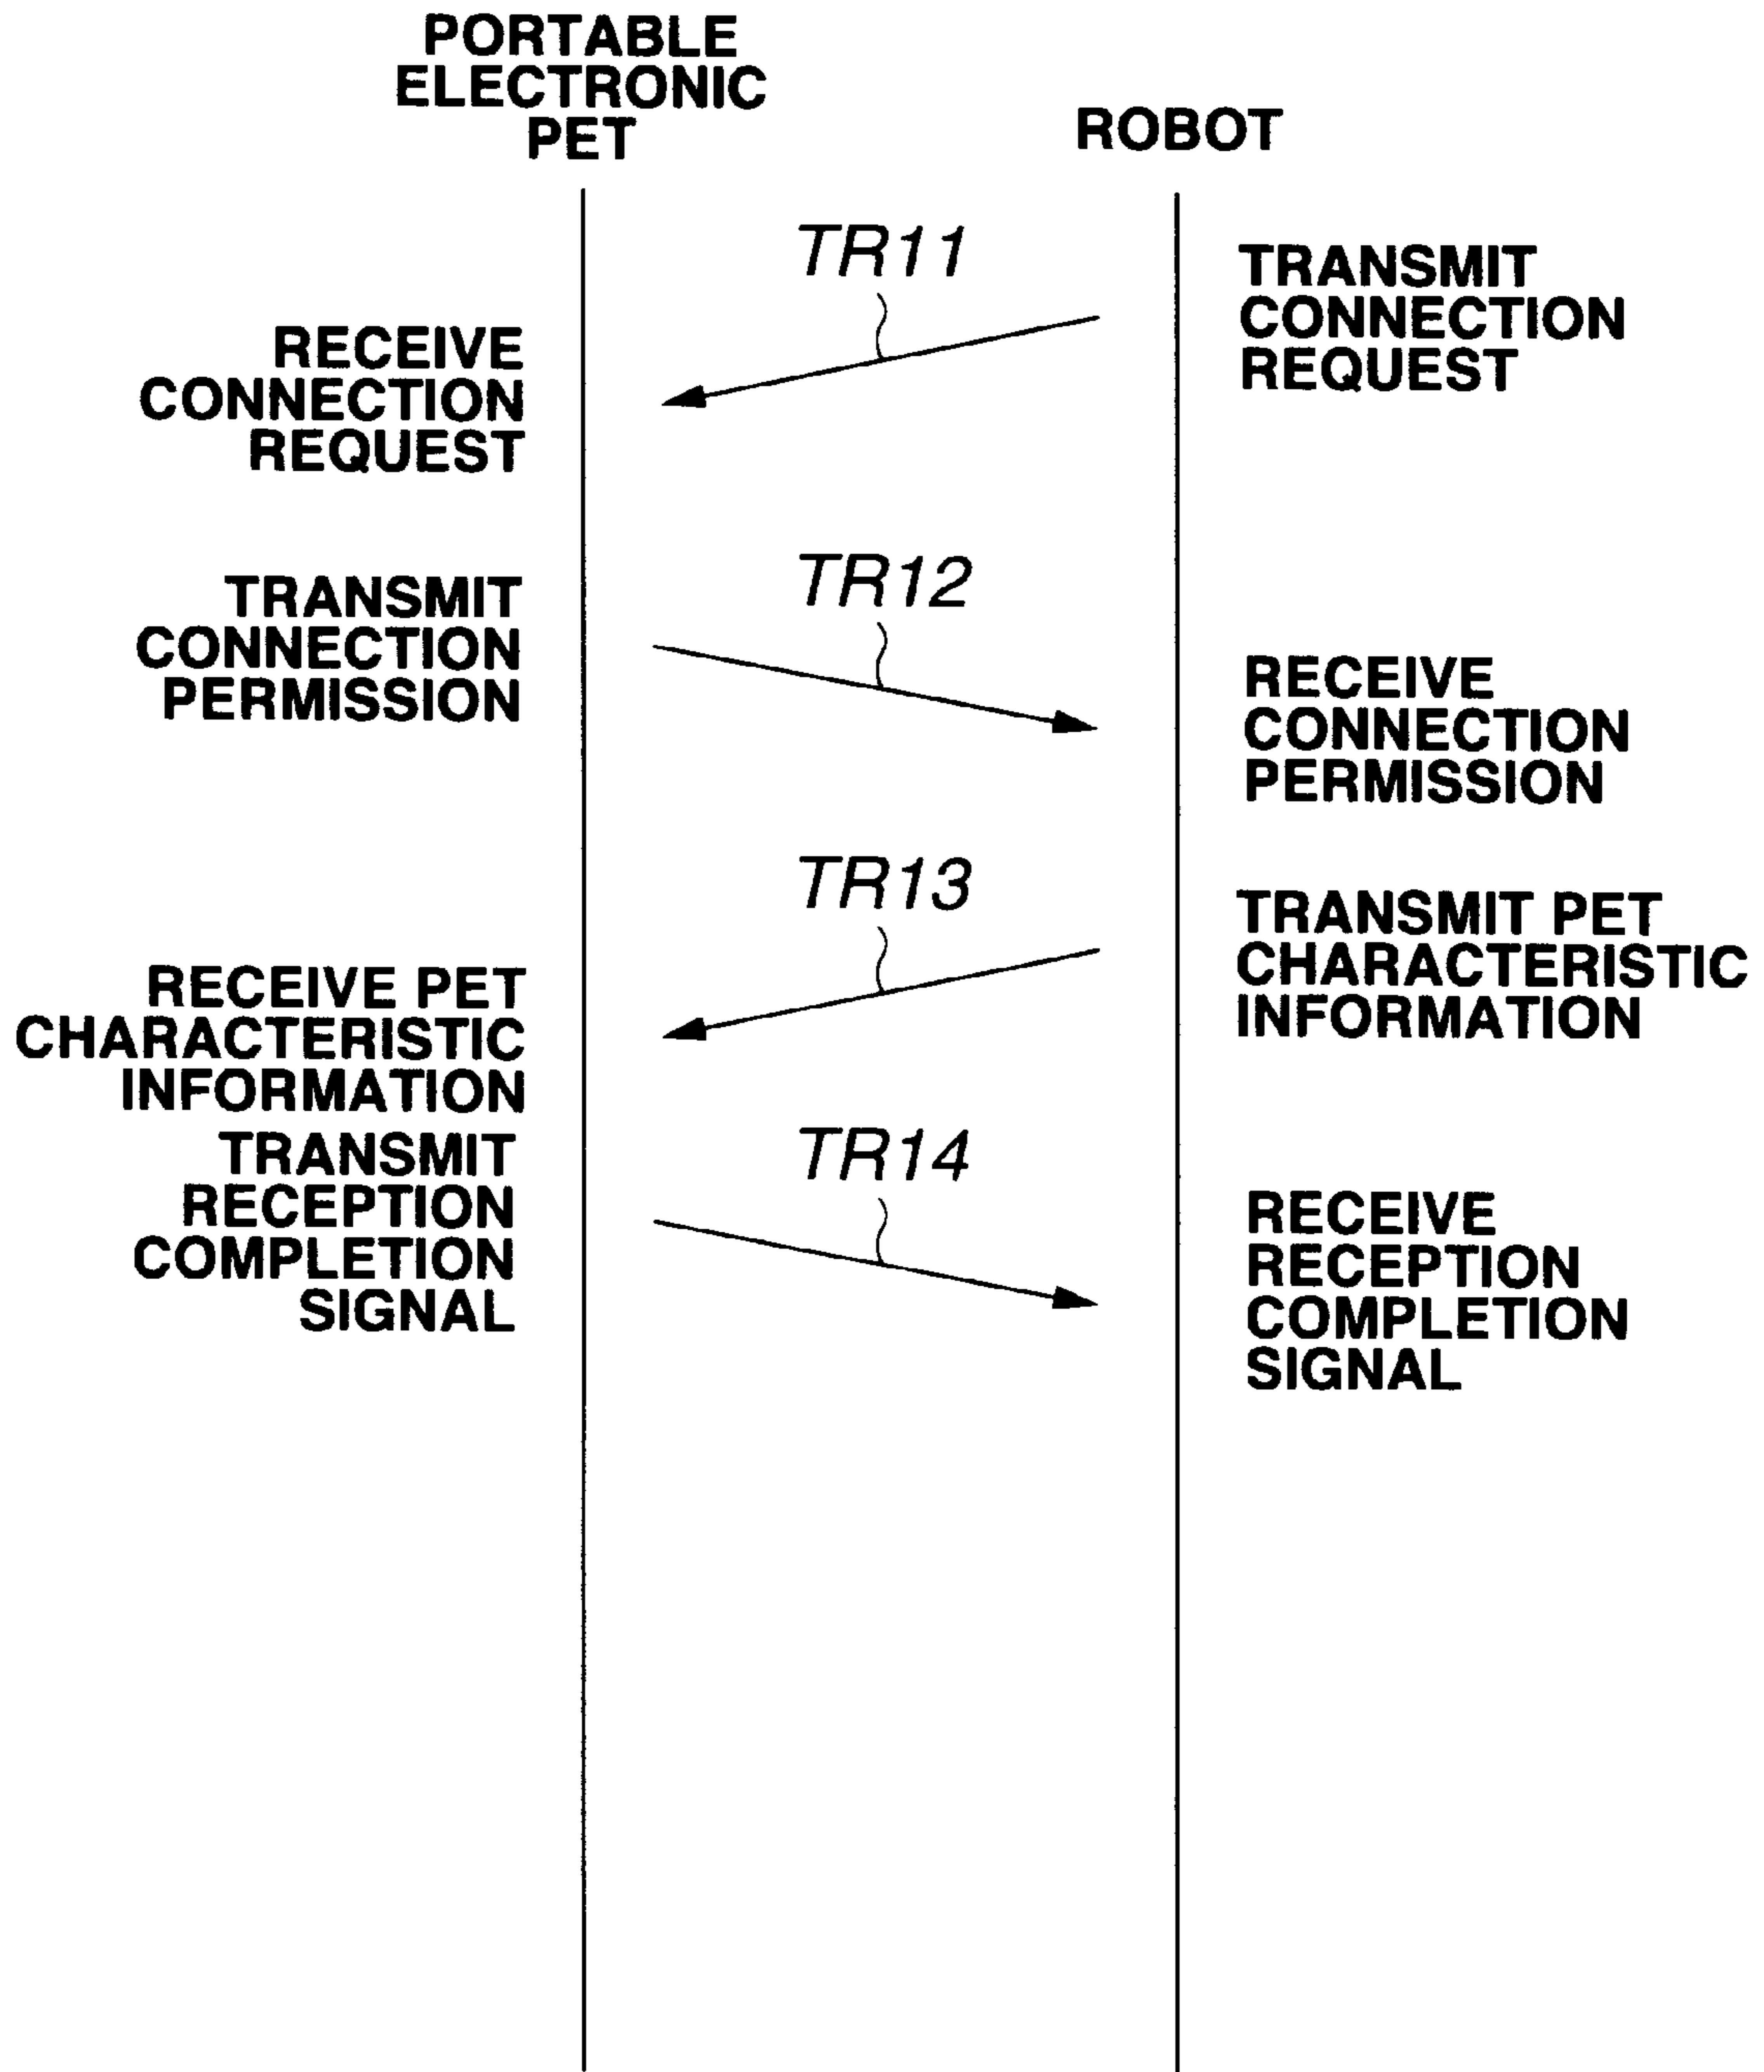 PORTABLE
ELECTRONIC
PET
ROBOT
TR11
TRANSMIT
CONNECTION
REQUEST
RECEIVE
CONNECTION
REQUEST
TR12
TRANSMIT
CONNECTION
PERMISSION
RECEIVE
CONNECTION
PERMISSION
TR13
TRANSMIT PET
CHARACTERISTIC
INFORMATION
RECEIVE PET
CHARACTERISTIC
INFORMATION
TR14
TRANSMIT
RECEPTION
COMPLETION
SIGNAL
RECEIVE
RECEPTION
COMPLETION
SIGNAL